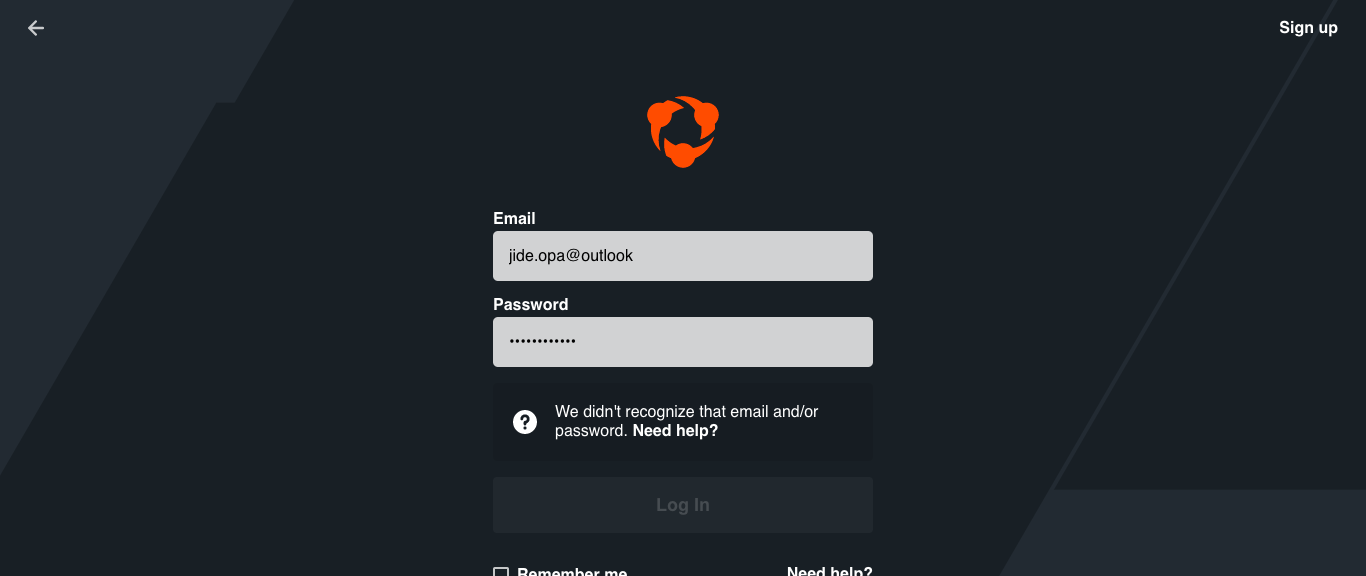 Sign up
Email
jide.opa@outlook
Password
••••••••••••
We didn't recognize that email and/or
password. Need help?
Log In
Remember me
Need help?